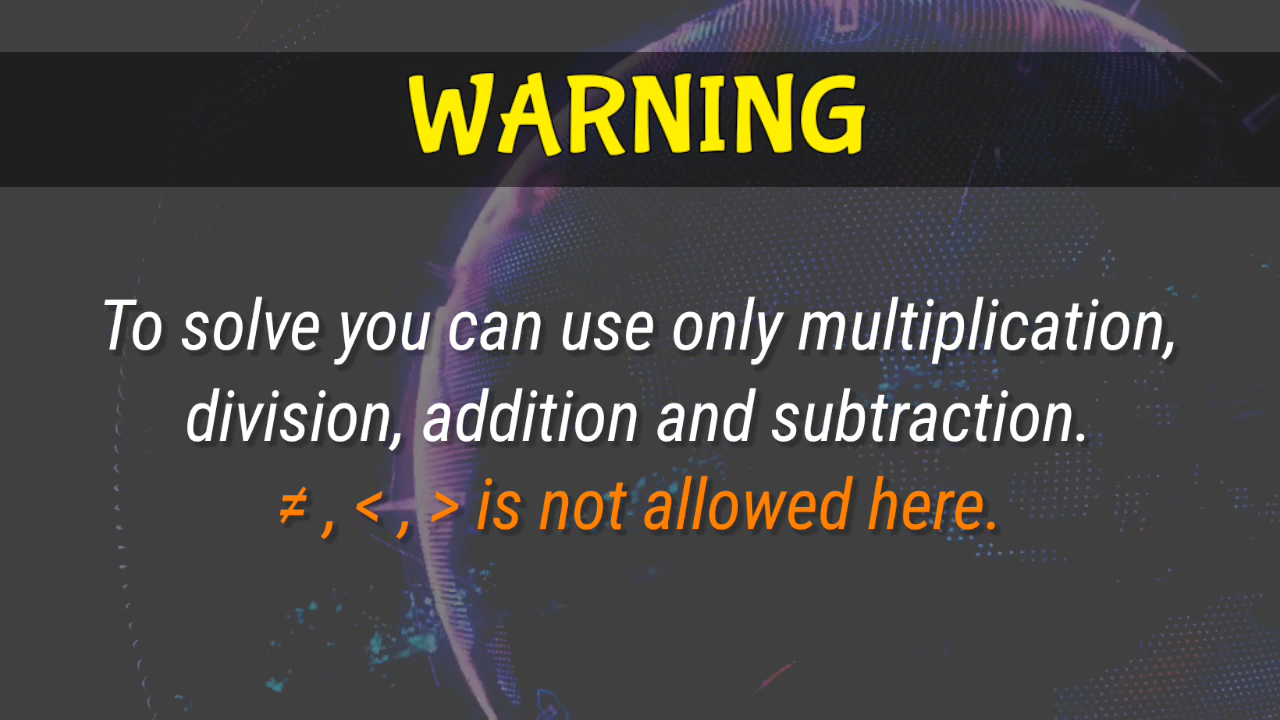 WARNING
To solve you can use only multiplication,
division, addition and subtraction.
≠ , < , > is not allowed here.